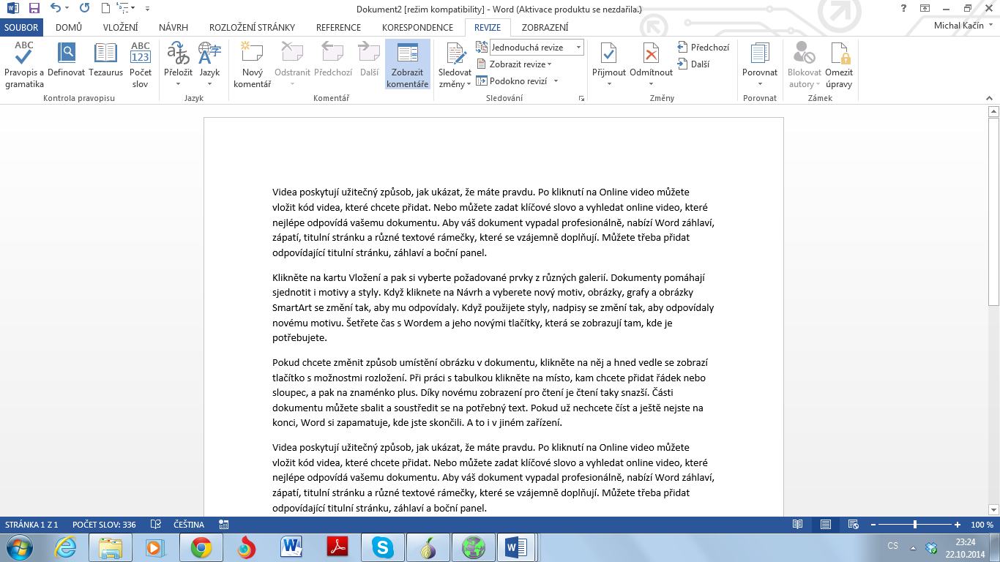 Dokument2 [režim kompatibility] - Word (Aktivace produktu se nezdařila.)
SOUBOR DOMŮ VLOŽENÍ NÁVRH ROZLOŽENÍ STRÁNKY REFERENCE KORESPONDENCE REVIZE ZOBRAZENÍ Michal Kačín
ABC Pravopis a gramatika
Definovat
Tezaurus
ABC 123 Počet slov
Kontrola pravopisu
Přeložit
Jazyk
Jazyk
Nový komentář
Odstranit
Předchozí
Další
Zobrazit komentáře
Komentář
Sledovat změny
Jednoduchá revize
Zobrazit revize
Podokno revizí
Sledování
Přijmout
Odmítnout
Předchozí
Další
Změny
Porovnat
Porovnat
Blokovat autory
Omezit úpravy
Zámek
Videa poskytují užitečný způsob, jak ukázat, že máte pravdu. Po kliknutí na Online video můžete
vložit kód videa, které chcete přidat. Nebo můžete zadat klíčové slovo a vyhledat online video, které
nejlépe odpovídá vašemu dokumentu. Aby váš dokument vypadal profesionálně, nabízí Word záhlaví,
zápatí, titulní stránku a různé textové rámečky, které se vzájemně doplňují. Můžete třeba přidat
odpovídající titulní stránku, záhlaví a boční panel.
Klikněte na kartu Vložení a pak si vyberte požadované prvky z různých galerií. Dokumenty pomáhají
sjednotit i motivy a styly. Když kliknete na Návrh a vyberete nový motiv, obrázky, grafy a obrázky
SmartArt se změní tak, aby mu odpovídaly. Když použijete styly, nadpisy se změní tak, aby odpovídaly
novému motivu. Šetřete čas s Wordem a jeho novými tlačítky, která se zobrazují tam, kde je
potřebujete.
Pokud chcete změnit způsob umístění obrázku v dokumentu, klikněte na něj a hned vedle se zobrazí
tlačítko s možnostmi rozložení. Při práci s tabulkou klikněte na místo, kam chcete přidat řádek nebo
sloupec, a pak na znaménko plus. Díky novému zobrazení pro čtení je čtení taky snazší. Části
dokumentu můžete sbalit a soustředit se na potřebný text. Pokud už nechcete číst a ještě nejste na
konci, Word si zapamatuje, kde jste skončili. A to i v jiném zařízení.
Videa poskytují užitečný způsob, jak ukázat, že máte pravdu. Po kliknutí na Online video můžete
vložit kód videa, které chcete přidat. Nebo můžete zadat klíčové slovo a vyhledat online video, které
nejlépe odpovídá vašemu dokumentu. Aby váš dokument vypadal profesionálně, nabízí Word záhlaví,
zápatí, titulní stránku a různé textové rámečky, které se vzájemně doplňují. Můžete třeba přidat
odpovídající titulní stránku, záhlaví a boční panel.
STRÁNKA 1 Z 1 POČET SLOV: 336 ČEŠTINA 100 %
CS 23:24
22.10.2014